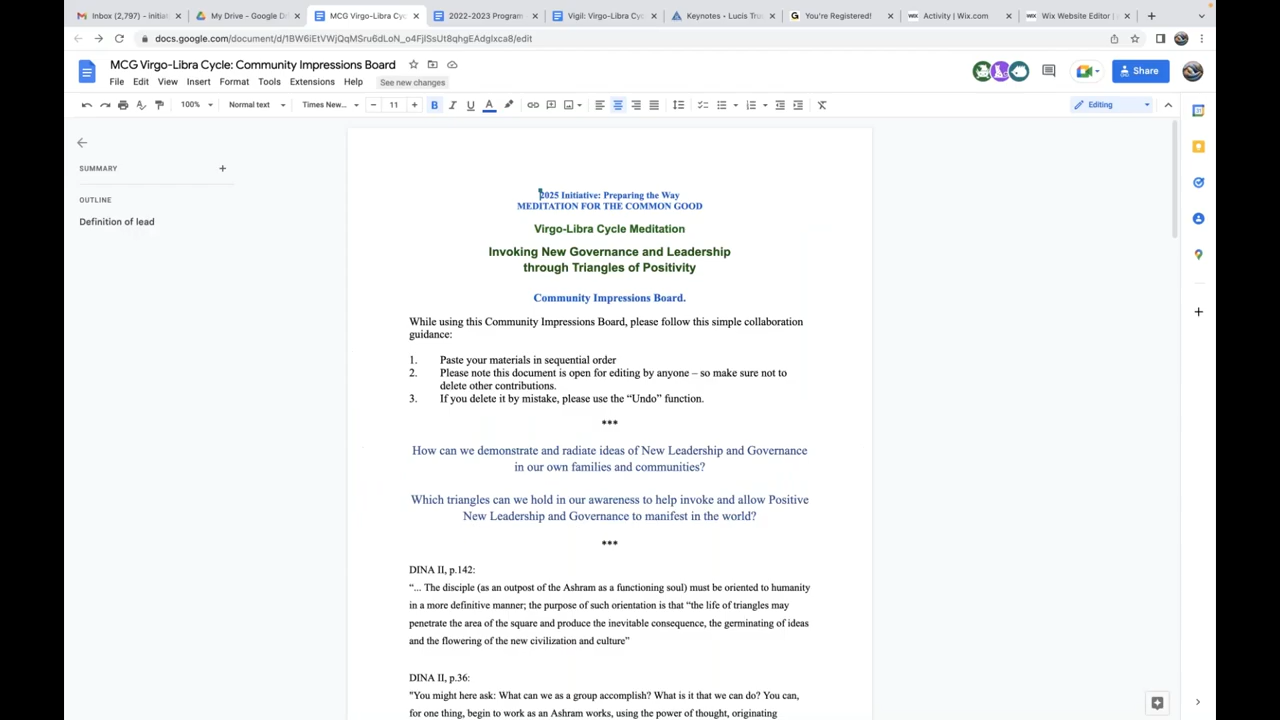 Inbox (2,797) – initiat
My Drive – Google D
MCG Virgo-Libra Cyc
2022-2023 Program
Vigil: Virgo-Libra Cy
Keynotes – Lucis Tru
You're Registered!
Activity | Wix.com
Wix Website Editor |
docs.google.com/document/d/1BW6iEtVWjQqMSru6dLoN_o4FjISsUt8qhgEAdgIxca8/edit
MCG Virgo-Libra Cycle: Community Impressions Board
File Edit View Insert Format Tools Extensions Help See new changes
Share
100% Normal text Times New... 11 B I U A Editing
SUMMARY
OUTLINE
Definition of lead
2025 Initiative: Preparing the Way
MEDITATION FOR THE COMMON GOOD
Virgo-Libra Cycle Meditation
Invoking New Governance and Leadership
through Triangles of Positivity
Community Impressions Board.
While using this Community Impressions Board, please follow this simple collaboration
guidance:
1. Paste your materials in sequential order
2. Please note this document is open for editing by anyone – so make sure not to
delete other contributions.
3. If you delete it by mistake, please use the “Undo” function.
***
How can we demonstrate and radiate ideas of New Leadership and Governance
in our own families and communities?
Which triangles can we hold in our awareness to help invoke and allow Positive
New Leadership and Governance to manifest in the world?
***
DINA II, p.142:
“... The disciple (as an outpost of the Ashram as a functioning soul) must be oriented to humanity
in a more definitive manner; the purpose of such orientation is that “the life of triangles may
penetrate the area of the square and produce the inevitable consequence, the germinating of ideas
and the flowering of the new civilization and culture”
DINA II, p.36:
"You might here ask: What can we as a group accomplish? What is it that we can do? You can,
for one thing, begin to work as an Ashram works, using the power of thought, originating